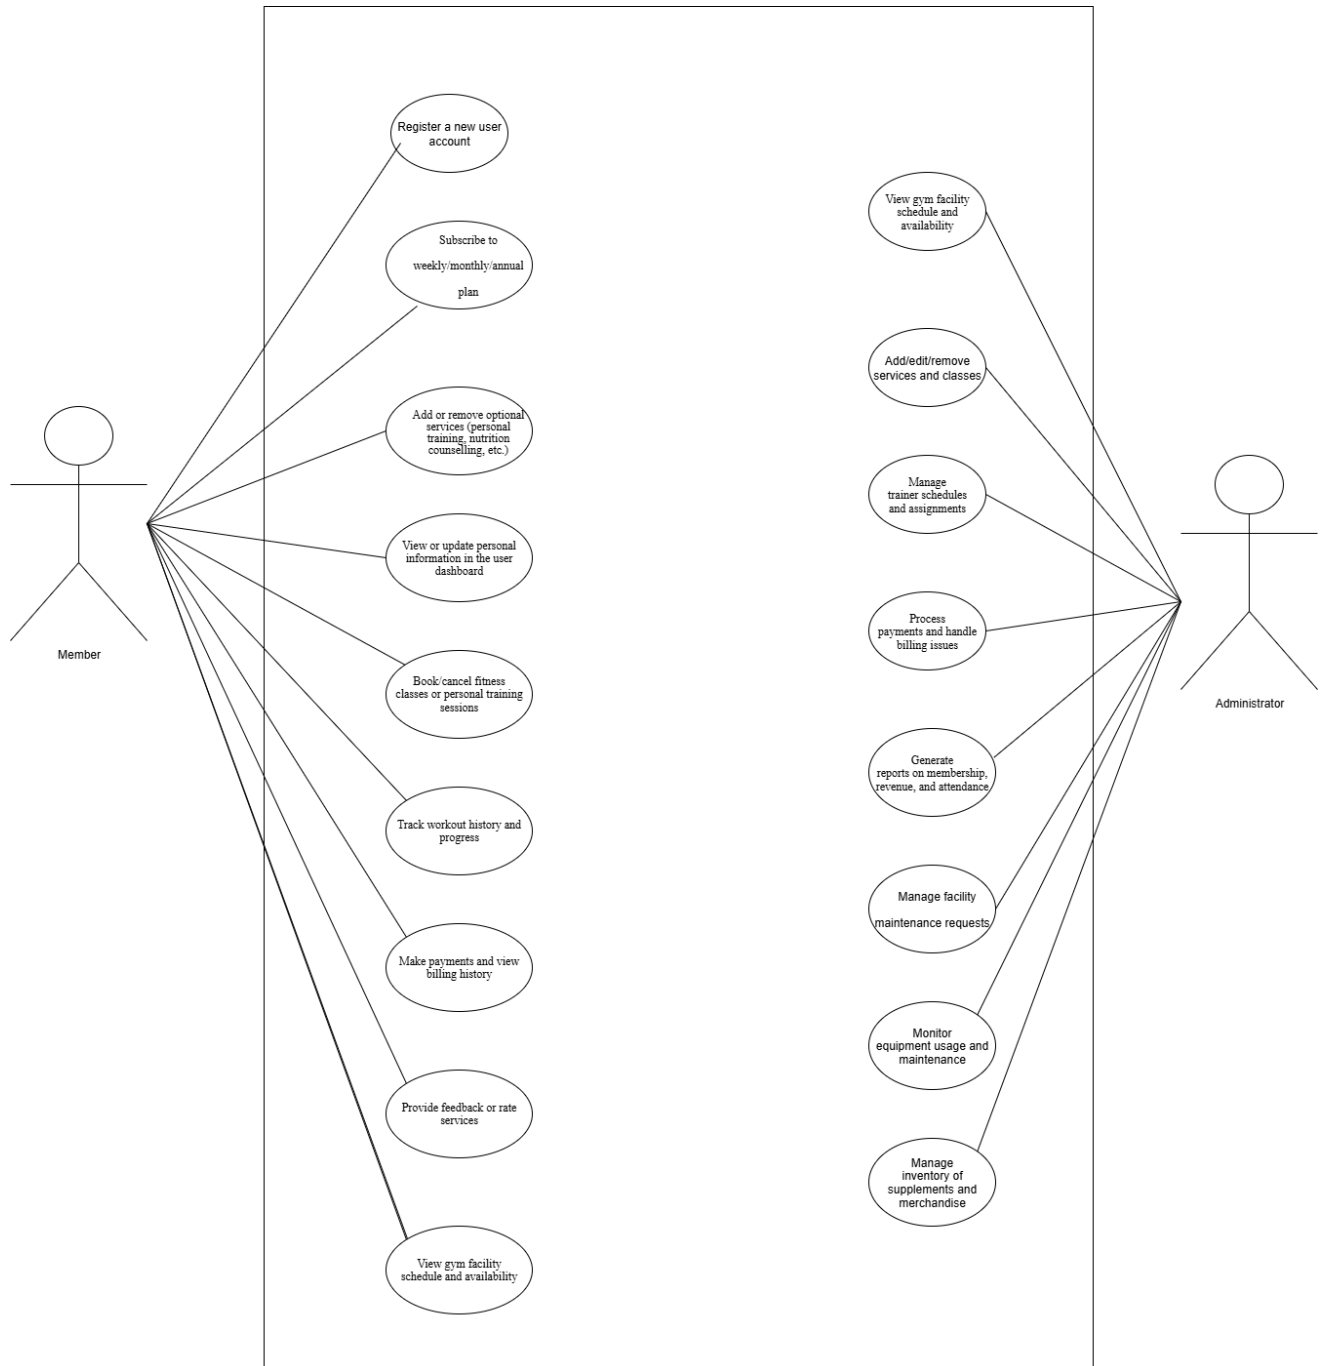 Register a new user
account
Subscribe to
weekly/monthly/annual
plan
Add or remove optional
services (personal
training, nutrition
counselling, etc.)
View or update personal
information in the user
dashboard
Book/cancel fitness
classes or personal training
sessions
Track workout history and
progress
Make payments and view
billing history
Provide feedback or rate
services
View gym facility
schedule and availability
Member
View gym facility
schedule and
availability
Add/edit/remove
services and classes
Manage
trainer schedules
and assignments
Process
payments and handle
billing issues
Generate
reports on membership,
revenue, and attendance
Manage facility
maintenance requests
Monitor
equipment usage and
maintenance
Manage
inventory of
supplements and
merchandise
Administrator